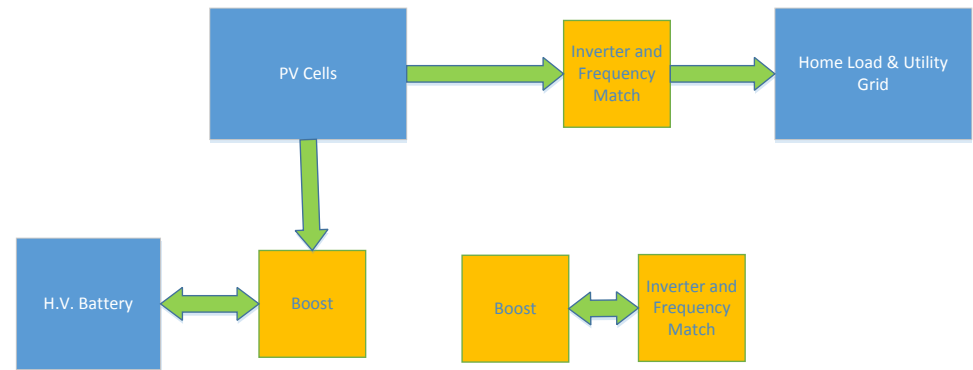 PV Cells
Inverter and
Frequency
Match
Home Load & Utility
Grid
H.V. Battery
Boost
Boost
Inverter and
Frequency
Match